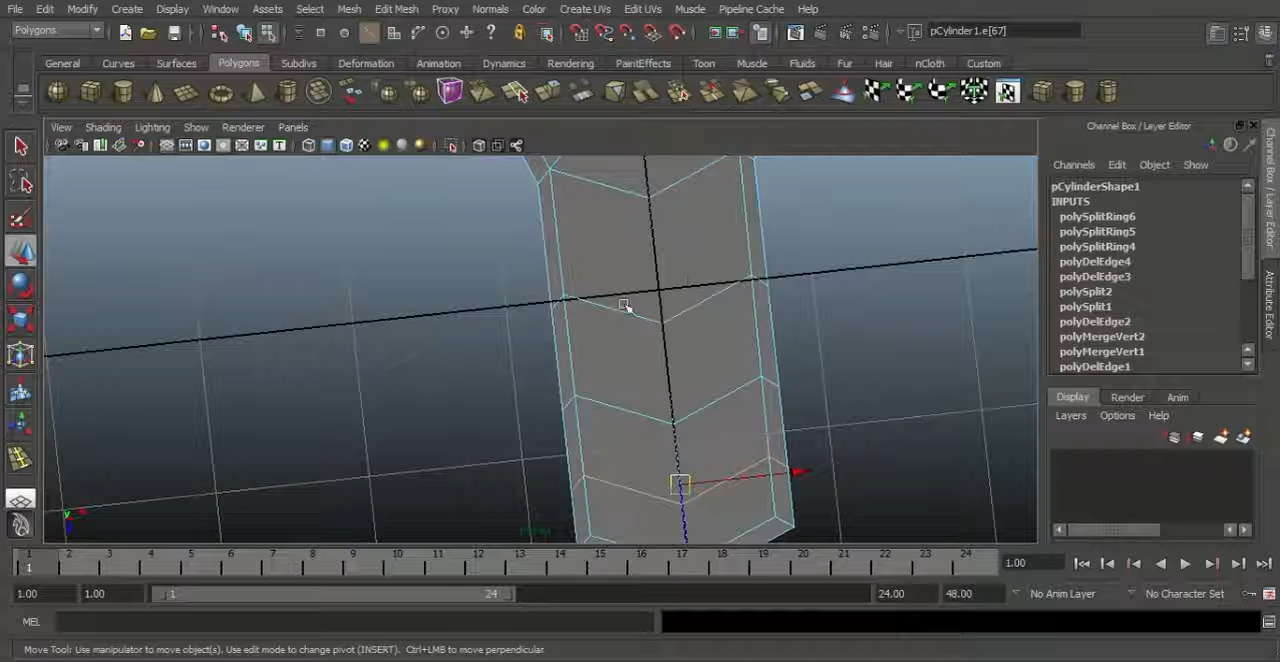 File Edit Modify Create Display Window Assets Select Mesh Edit Mesh Proxy Normals Color Create UVs Edit UVs Muscle Pipeline Cache Help
Polygons pCylinder1.e[67]
General Curves Surfaces Polygons Subdivs Deformation Animation Dynamics Rendering PaintEffects Toon Muscle Fluids Fur Hair nCloth Custom
View Shading Lighting Show Renderer Panels
Channel Box / Layer Editor
Channels Edit Object Show
pCylinderShape1
INPUTS
polySplitRing6
polySplitRing5
polySplitRing4
polyDelEdge4
polyDelEdge3
polySplit2
polySplit1
polyDelEdge2
polyMergeVert2
polyMergeVert1
polyDelEdge1
Display Render Anim
Layers Options Help
Channel Box / Layer Editor
Attribute Editor
y
1 2 3 4 5 6 7 8 9 10 11 12 13 14 15 16 17 18 19 20 21 22 23 24
1 1.00
1.00 1.00 1 24 24.00 48.00 No Anim Layer No Character Set
MEL
Move Tool: Use manipulator to move object(s). Use edit mode to change pivot (INSERT). Ctrl+LMB to move perpendicular.